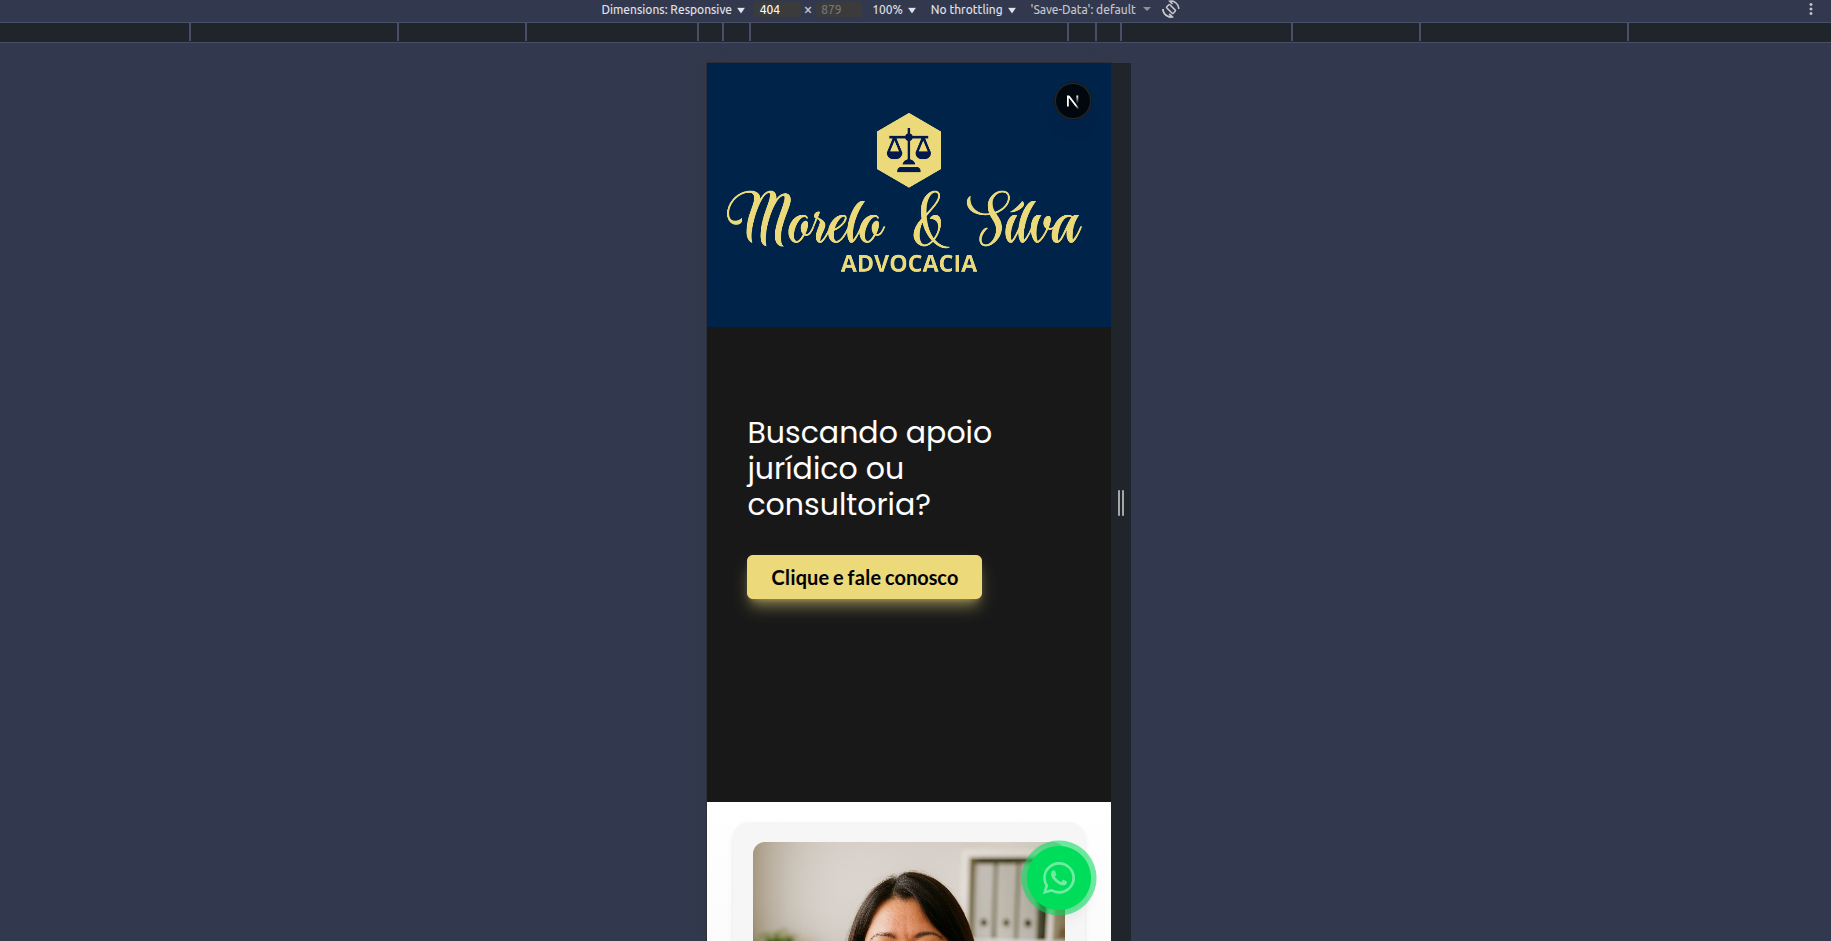 Dimensions: Responsive 404 × 879 100% No throttling 'Save-Data': default
N
Morelo & Silva
ADVOCACIA
Buscando apoio
jurídico ou
consultoria?
Clique e fale conosco